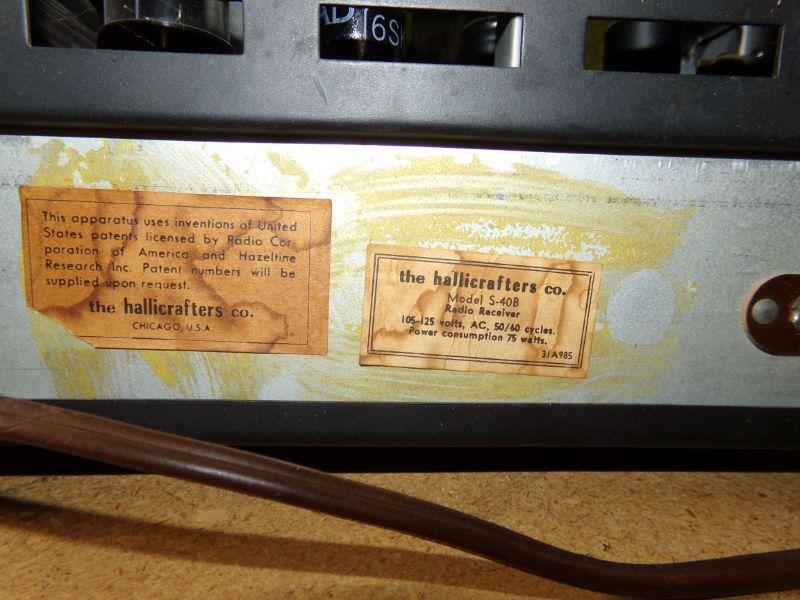 6S
This apparatus uses inventions of United
States patents licensed by Radio Cor-
poration of America and Hazeltine
Research Inc. Patent numbers will be
supplied upon request.
the hallicrafters co.
CHICAGO, U.S.A.
the hallicrafters co.
Model S-40B
Radio Receiver
105-125 volts, AC, 50/60 cycles.
Power consumption 75 watts.
31A985